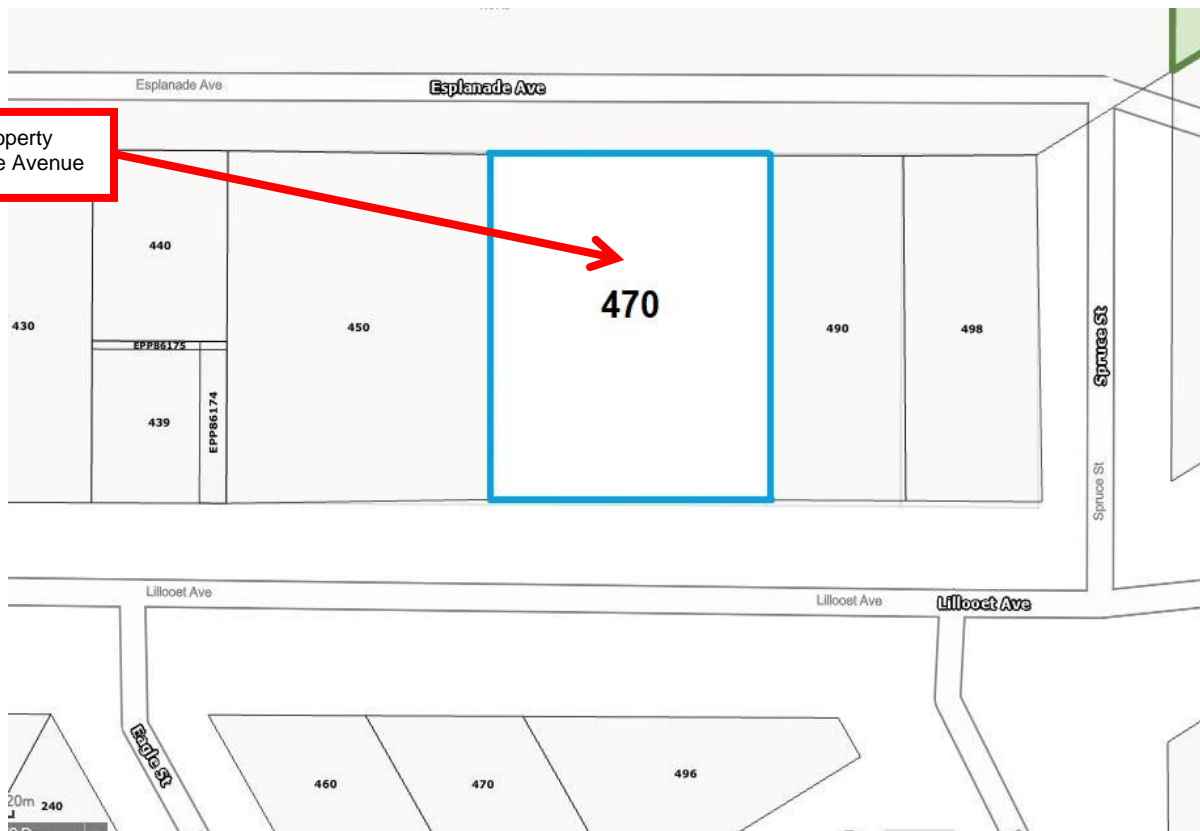 Esplanade Ave
Esplanade Ave
operty
e Avenue
440
430
450
470
490
498
EPP86175
439
EPP86174
Spruce St
Spruce St
Lillooet Ave
Lillooet Ave
Lillooet Ave
Eagle St
460
470
496
20m
240